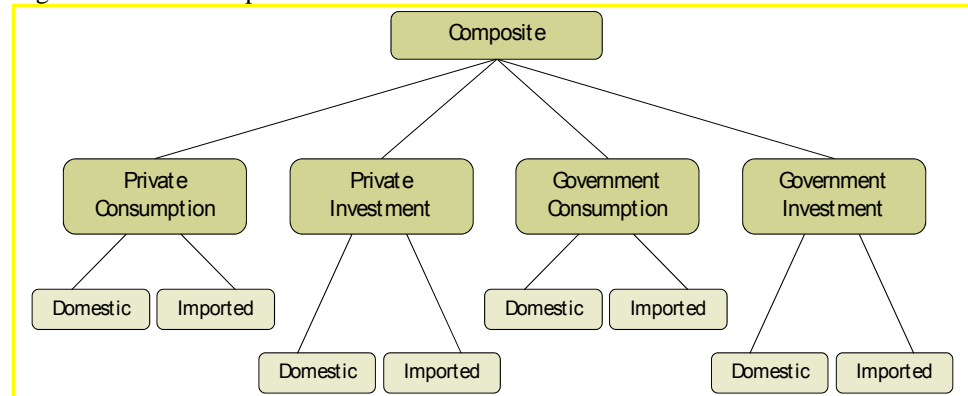 Composite
Private
Consumption
Private
Investment
Government
Consumption
Government
Investment
Domestic
Imported
Domestic
Imported
Domestic
Imported
Domestic
Imported